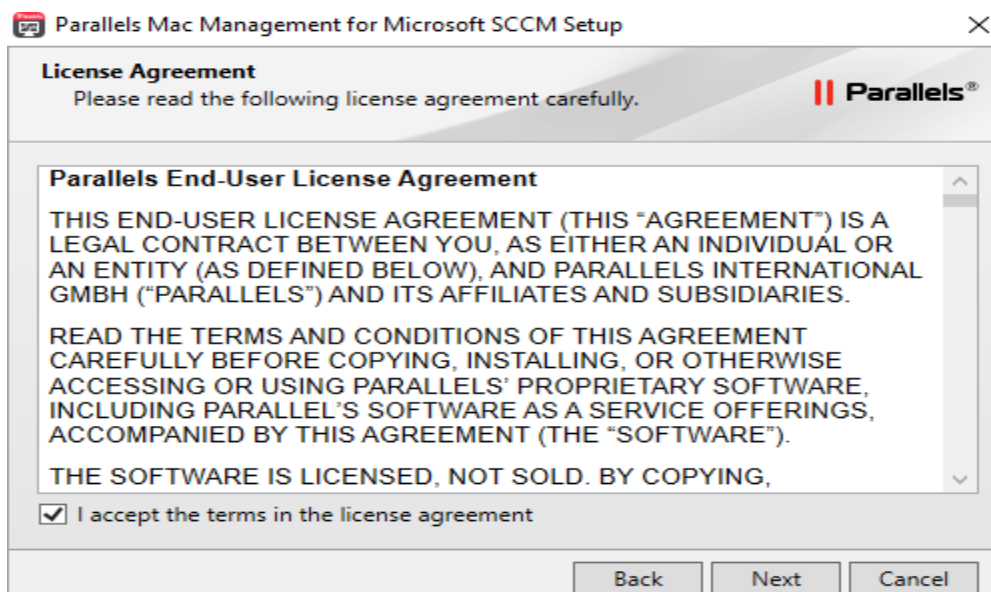 Parallels Mac Management for Microsoft SCCM Setup
License Agreement
Please read the following license agreement carefully.
Parallels®
Parallels End-User License Agreement
THIS END-USER LICENSE AGREEMENT (THIS “AGREEMENT”) IS A
LEGAL CONTRACT BETWEEN YOU, AS EITHER AN INDIVIDUAL OR
AN ENTITY (AS DEFINED BELOW), AND PARALLELS INTERNATIONAL
GMBH (“PARALLELS”) AND ITS AFFILIATES AND SUBSIDIARIES.
READ THE TERMS AND CONDITIONS OF THIS AGREEMENT
CAREFULLY BEFORE COPYING, INSTALLING, OR OTHERWISE
ACCESSING OR USING PARALLELS’ PROPRIETARY SOFTWARE,
INCLUDING PARALLEL’S SOFTWARE AS A SERVICE OFFERINGS,
ACCOMPANIED BY THIS AGREEMENT (THE “SOFTWARE”).
THE SOFTWARE IS LICENSED, NOT SOLD. BY COPYING,
I accept the terms in the license agreement
Back
Next
Cancel